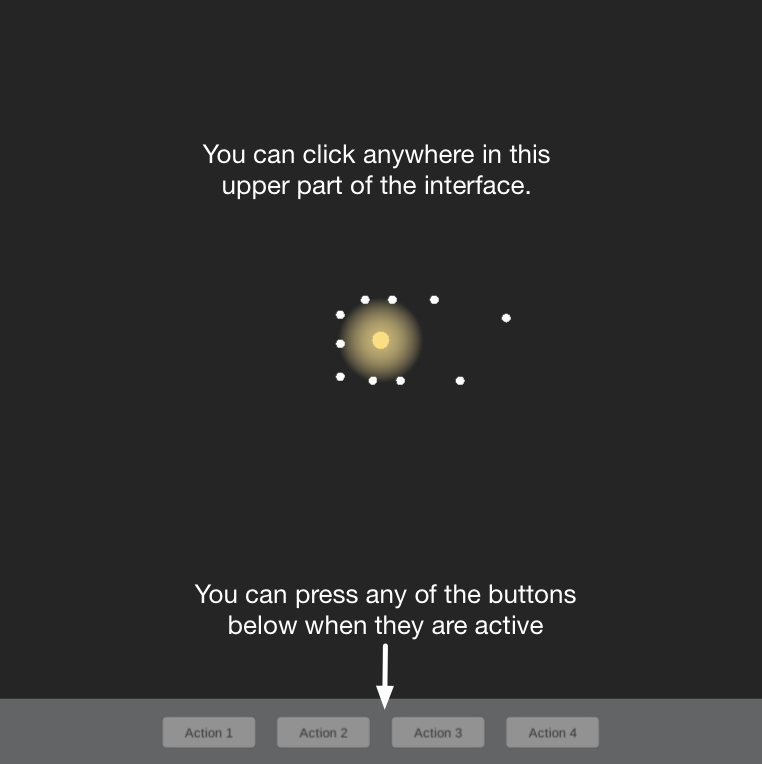 You can click anywhere in this
upper part of the interface.
You can press any of the buttons
below when they are active
Action 1
Action 2
Action 3
Action 4